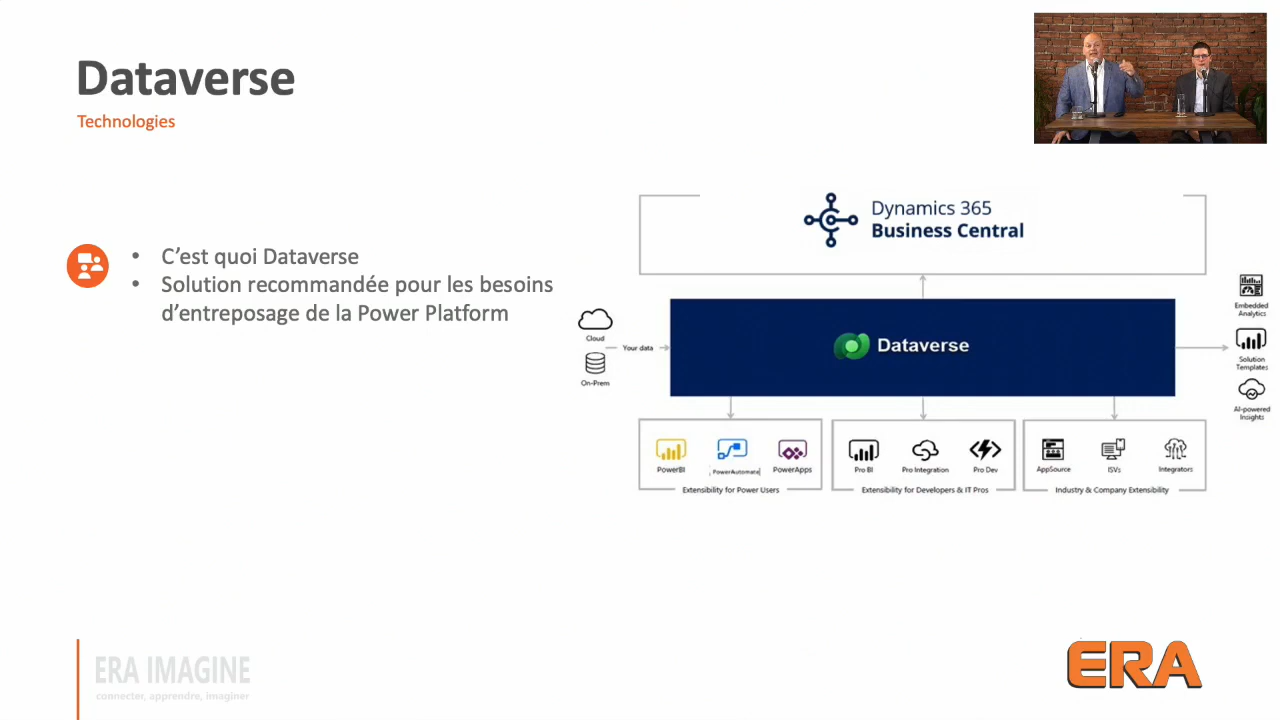 Dataverse
Technologies
• C’est quoi Dataverse
• Solution recommandée pour les besoins
d’entreposage de la Power Platform
Dynamics 365
Business Central
Cloud
Your data
On-Prem
Dataverse
Embedded
Analytics
Solution
Templates
AI-powered
Insights
PowerBI
PowerAutomate
PowerApps
Extensibility for Power Users
Pro BI
Pro Integration
Pro Dev
Extensibility for Developers & IT Pros
AppSource
ISVs
Integrators
Industry & Company Extensibility
ERA IMAGINE
connecter, apprendre, imaginer
ERA